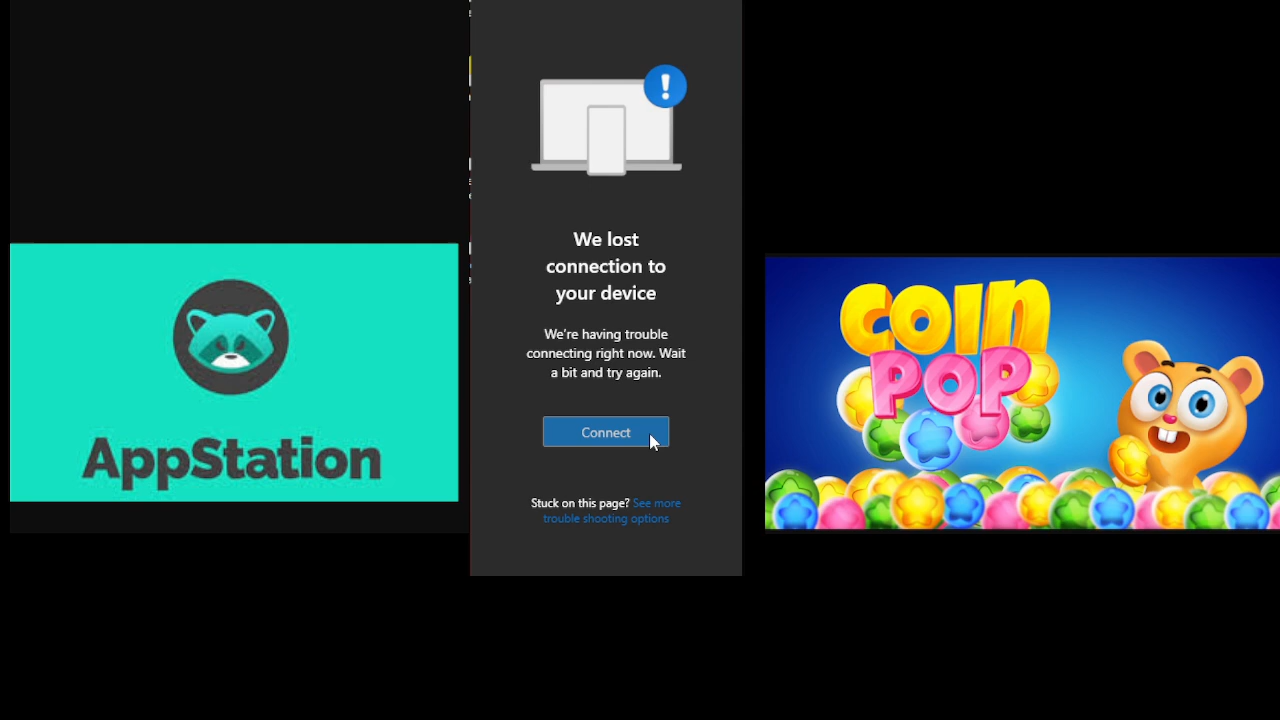 AppStation
We lost
connection to
your device
We're having trouble
connecting right now. Wait
a bit and try again.
Connect
Stuck on this page? See more
trouble shooting options
COIN
POP